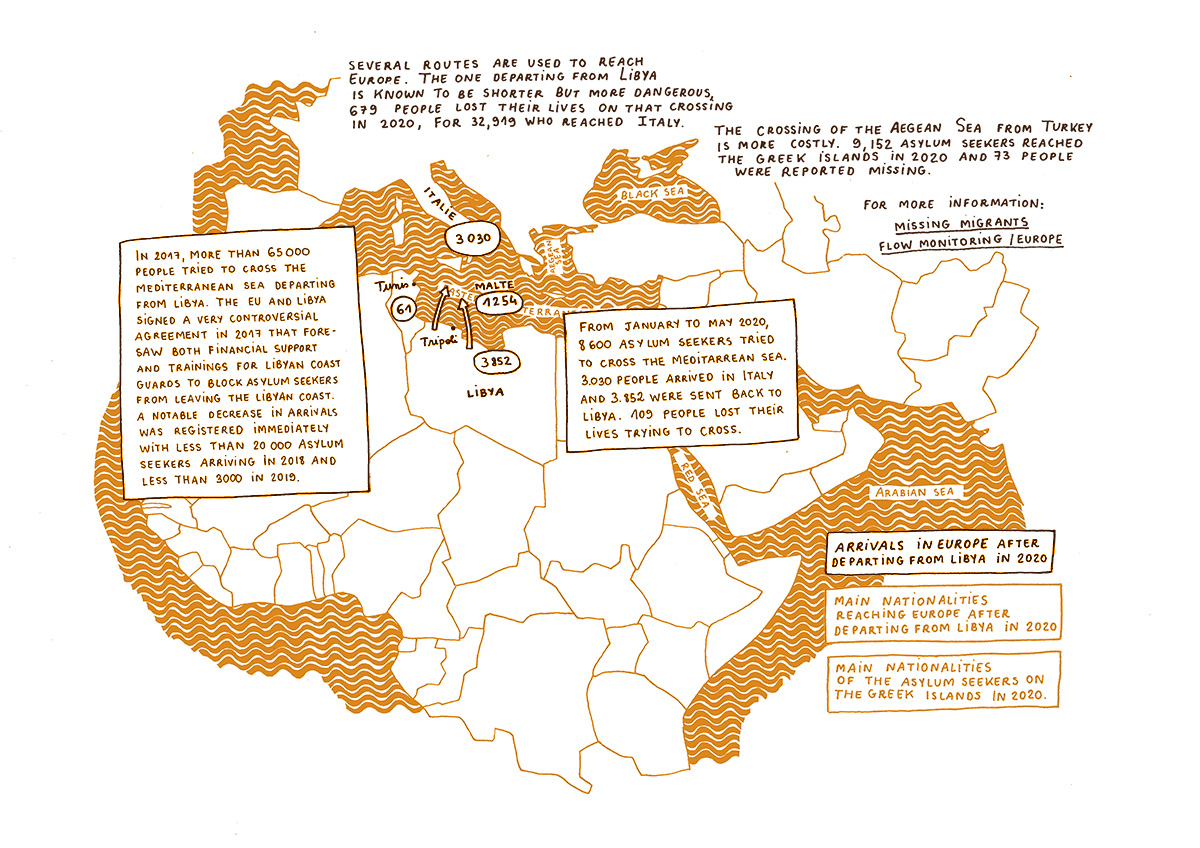 SEVERAL ROUTES ARE USED TO REACH
EUROPE. THE ONE DEPARTING FROM LIBYA
IS KNOWN TO BE SHORTER BUT MORE DANGEROUS,
679 PEOPLE LOST THEIR LIVES ON THAT CROSSING
IN 2020, FOR 32,919 WHO REACHED ITALY.
THE CROSSING OF THE AEGEAN SEA FROM TURKEY
IS MORE COSTLY. 9,152 ASYLUM SEEKERS REACHED
THE GREEK ISLANDS IN 2020 AND 73 PEOPLE
WERE REPORTED MISSING.
FOR MORE INFORMATION:
MISSING MIGRANTS
FLOW MONITORING / EUROPE
BLACK SEA
ITALIE
3 030
AEGEAN
SEA
IN 2017, MORE THAN 65 000
PEOPLE TRIED TO CROSS THE
MEDITERRANEAN SEA DEPARTING
FROM LIBYA. THE EU AND LIBYA
SIGNED A VERY CONTROVERSIAL
AGREEMENT IN 2017 THAT FORE-
SAW BOTH FINANCIAL SUPPORT
AND TRAININGS FOR LIBYAN COAST
GUARDS TO BLOCK ASYLUM SEEKERS
FROM LEAVING THE LIBYAN COAST.
A NOTABLE DECREASE IN ARRIVALS
WAS REGISTERED IMMEDIATELY
WITH LESS THAN 20 000 ASYLUM
SEEKERS ARRIVING IN 2018 AND
LESS THAN 3000 IN 2019.
Tunis
61
MALTE
1254
Tripoli
3 852
LIBYA
FROM JANUARY TO MAY 2020,
8 600 ASYLUM SEEKERS TRIED
TO CROSS THE MEDITARREAN SEA.
3.030 PEOPLE ARRIVED IN ITALY
AND 3.852 WERE SENT BACK TO
LIBYA. 109 PEOPLE LOST THEIR
LIVES TRYING TO CROSS.
RED SEA
ARABIAN SEA
ARRIVALS IN EUROPE AFTER
DEPARTING FROM LIBYA IN 2020
MAIN NATIONALITIES
REACHING EUROPE AFTER
DEPARTING FROM LIBYA IN 2020
MAIN NATIONALITIES
OF THE ASYLUM SEEKERS ON
THE GREEK ISLANDS IN 2020.